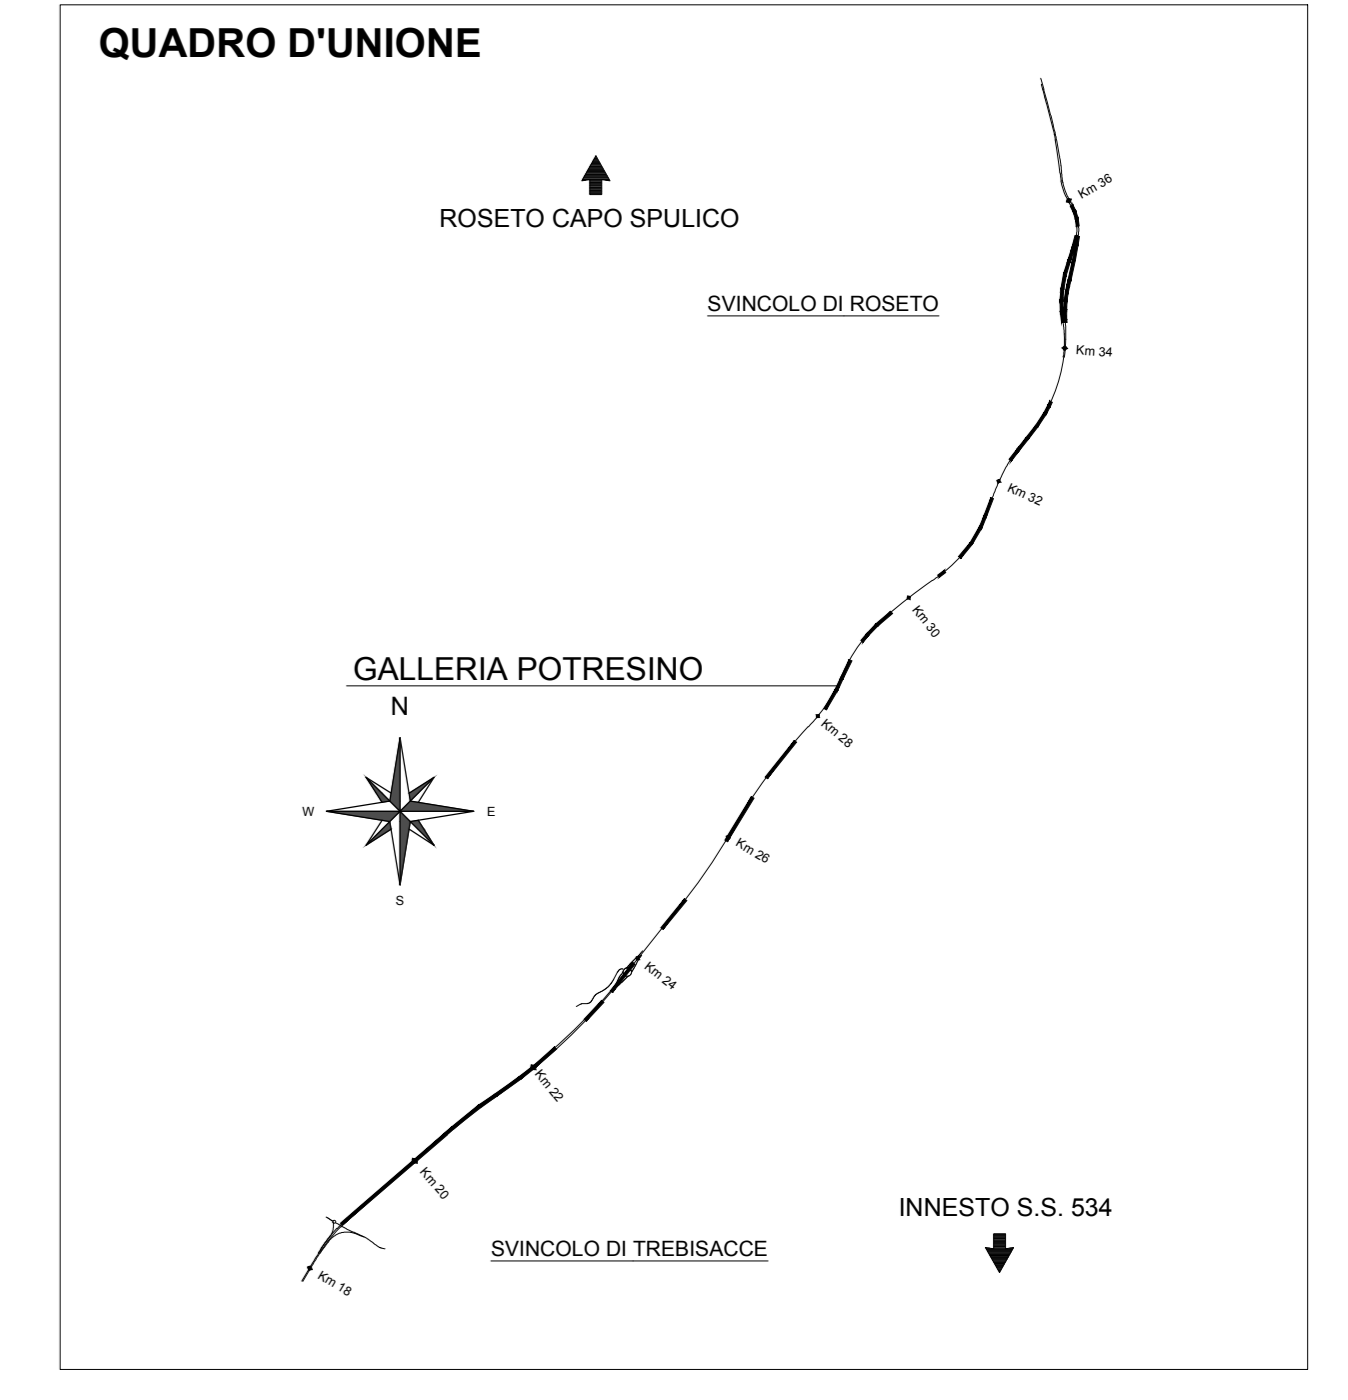 QUADRO D'UNIONE
Km 36
ROSETO CAPO SPULICO
SVINCOLO DI ROSETO
Km 34
Km 32
Km 30
GALLERIA POTRESINO
N
Km 28
W
E
Km 26
S
Km 24
Km 22
Km 20
INNESTO S.S. 534
SVINCOLO DI TREBISACCE
Km 18